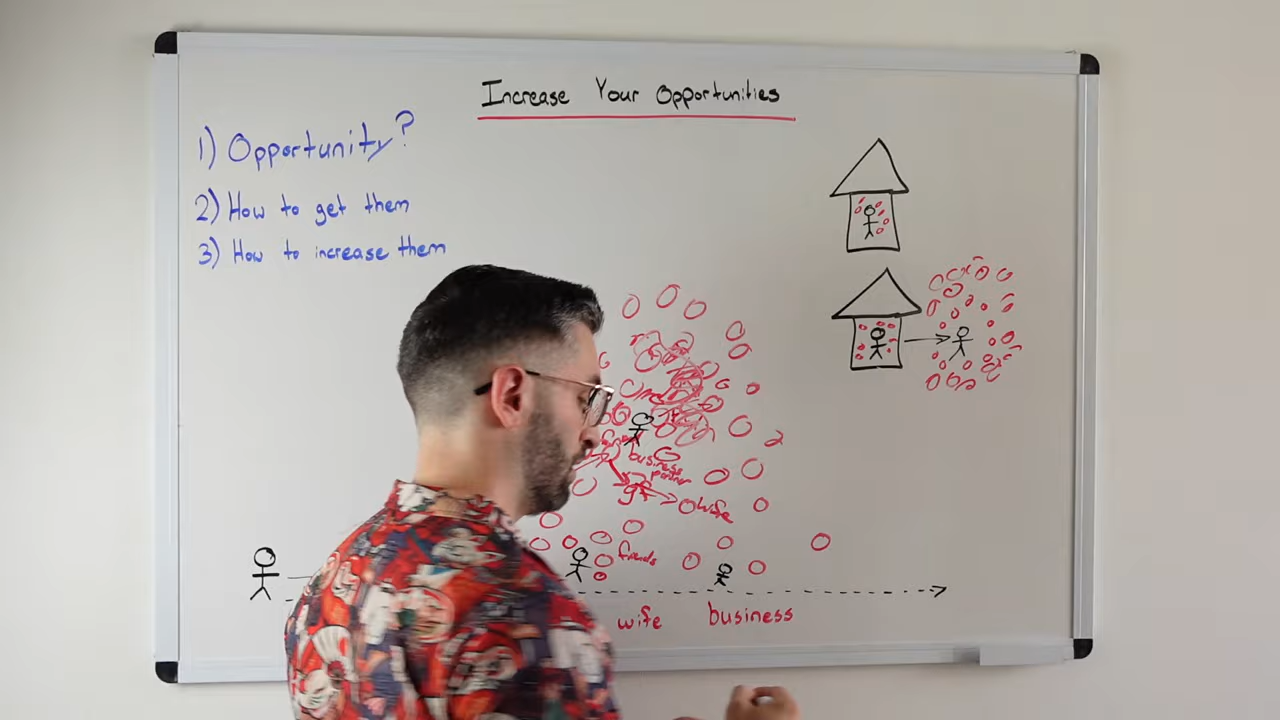 Increase Your Opportunities
1) Opportunity?
2) How to get them
3) How to increase them
business
partner
gf
wife
friends
wife
business